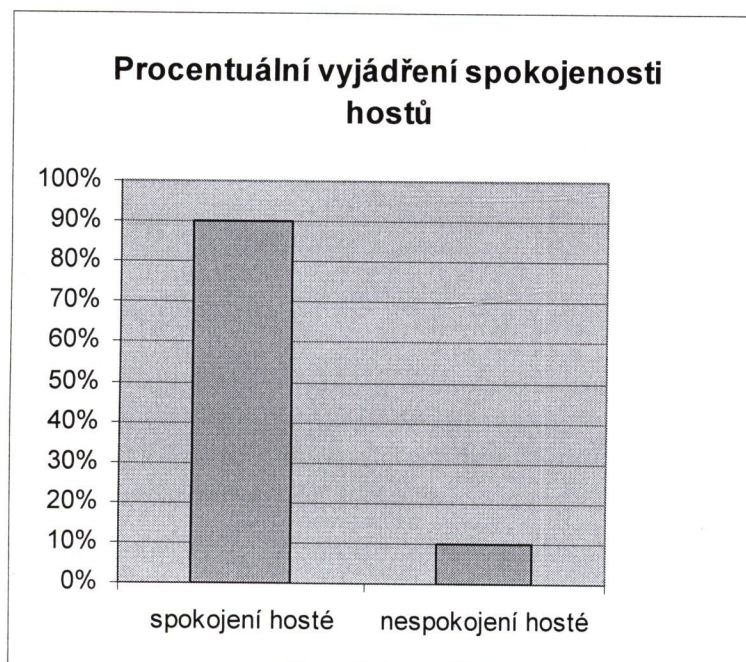 Procentuální vyjádření spokojenosti
hostů
100%
90%
80%
70%
60%
50%
40%
30%
20%
10%
0%
spokojení hosté
nespokojení hosté